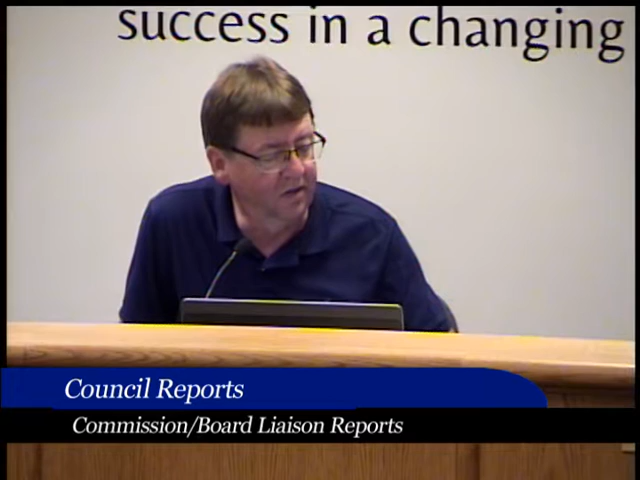 success in a changing
Council Reports
Commission/Board Liaison Reports